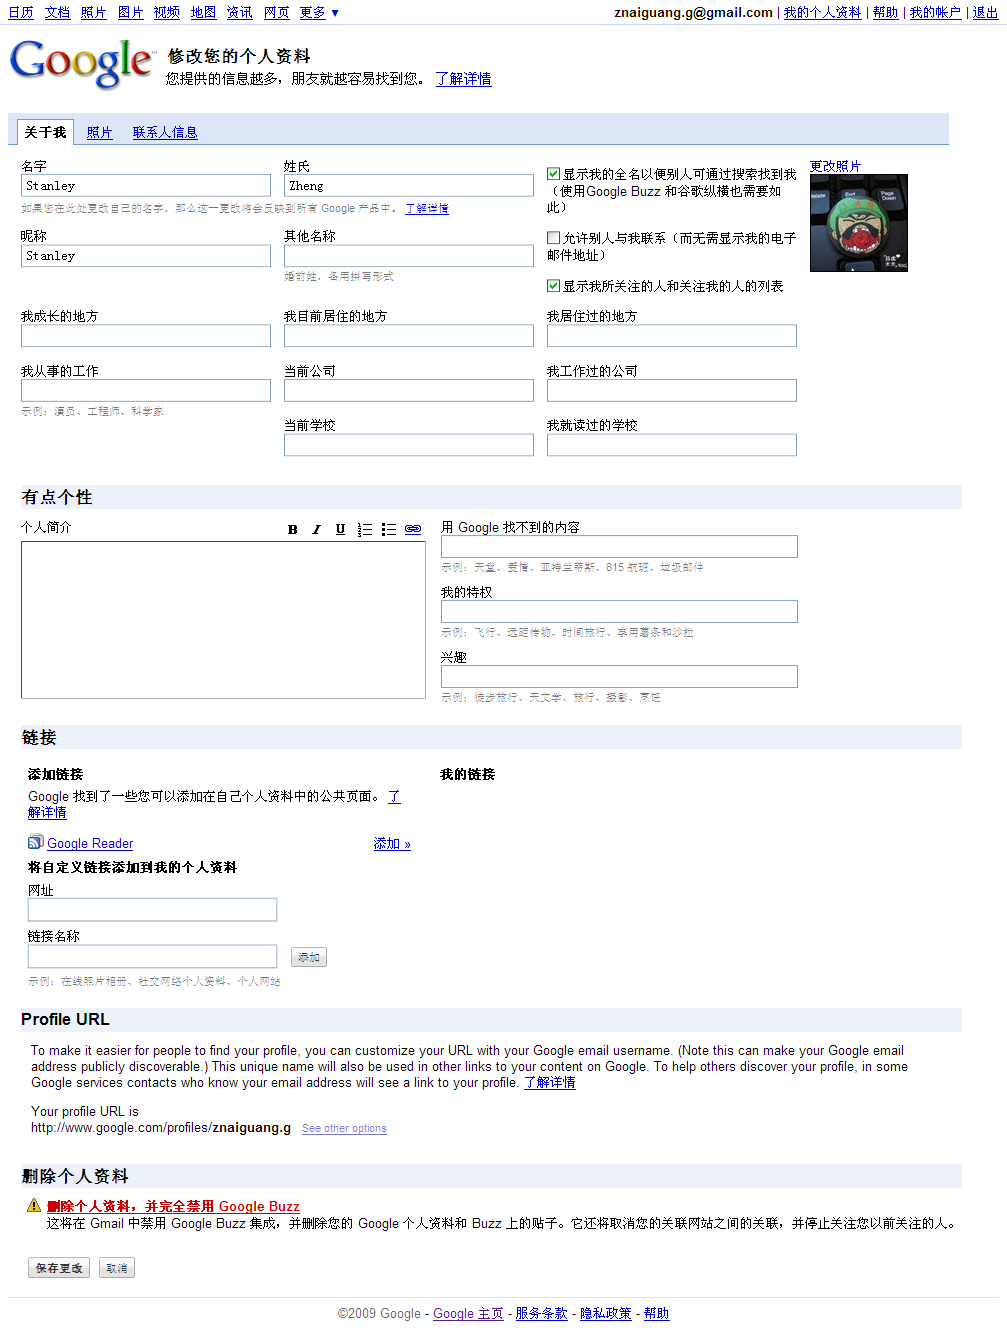 日历 文档 照片 图片 视频 地图 资讯 网页 更多 ▼
znaiguang.g@gmail.com | 我的个人资料 | 帮助 | 我的帐户 | 退出
Google™
修改您的个人资料
您提供的信息越多，朋友就越容易找到您。 了解详情
关于我 照片 联系人信息
名字
Stanley
姓氏
Zheng
如果您在此处更改自己的名字，那么这一更改将会反映到所有 Google 产品中。 了解详情
昵称
Stanley
其他名称
婚前姓、备用拼写形式
显示我的全名以便别人可通过搜索找到我
（使用Google Buzz 和谷歌纵横也需要如
此）
允许别人与我联系（而无需显示我的电子
邮件地址）
显示我所关注的人和关注我的人的列表
更改照片
Delete End Page
Down
我成长的地方 我目前居住的地方 我居住过的地方
我从事的工作 当前公司 我工作过的公司
示例：演员、工程师、科学家
当前学校 我就读过的学校
有点个性
个人简介
B I U
用 Google 找不到的内容
示例：天堂、爱情、亚特兰蒂斯、815 航班、垃圾邮件
我的特权
示例：飞行、远距传物、时间旅行、享用薯条和沙拉
兴趣
示例：徒步旅行、天文学、旅行、摄影、烹饪
链接
添加链接
Google 找到了一些您可以添加在自己个人资料中的公共页面。 了
解详情
Google Reader 添加 »
将自定义链接添加到我的个人资料
网址
链接名称
添加
示例：在线照片相册、社交网络个人资料、个人网站
我的链接
Profile URL
To make it easier for people to find your profile, you can customize your URL with your Google email username. (Note this can make your Google email
address publicly discoverable.) This unique name will also be used in other links to your content on Google. To help others discover your profile, in some
Google services contacts who know your email address will see a link to your profile. 了解详情
Your profile URL is
http://www.google.com/profiles/znaiguang.g See other options
删除个人资料
删除个人资料，并完全禁用 Google Buzz
这将在 Gmail 中禁用 Google Buzz 集成，并删除您的 Google 个人资料和 Buzz 上的贴子。它还将取消您的关联网站之间的关联，并停止关注您以前关注的人。
保存更改 取消
©2009 Google - Google 主页 - 服务条款 - 隐私政策 - 帮助